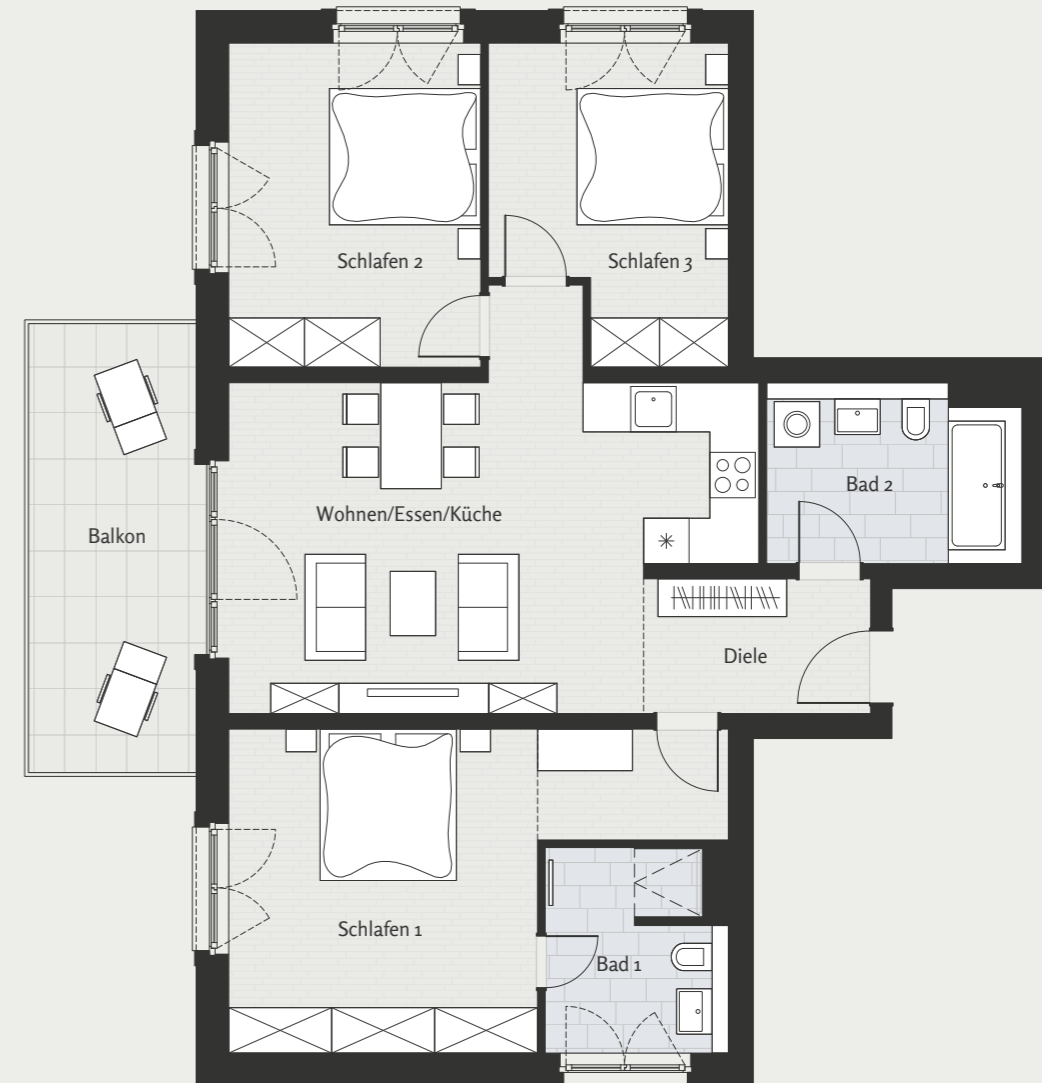 Schlafen 2
Schlafen 3
Wohnen/Essen/Küche
Bad 2
Balkon
Diele
Schlafen 1
Bad 1